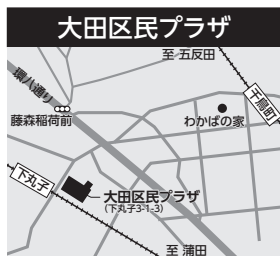 大田区民プラザ
至 五反田
環八通り
千鳥町
藤森稲荷前
わかばの家
下丸子
大田区民プラザ
(下丸子3-1-3)
至 蒲田